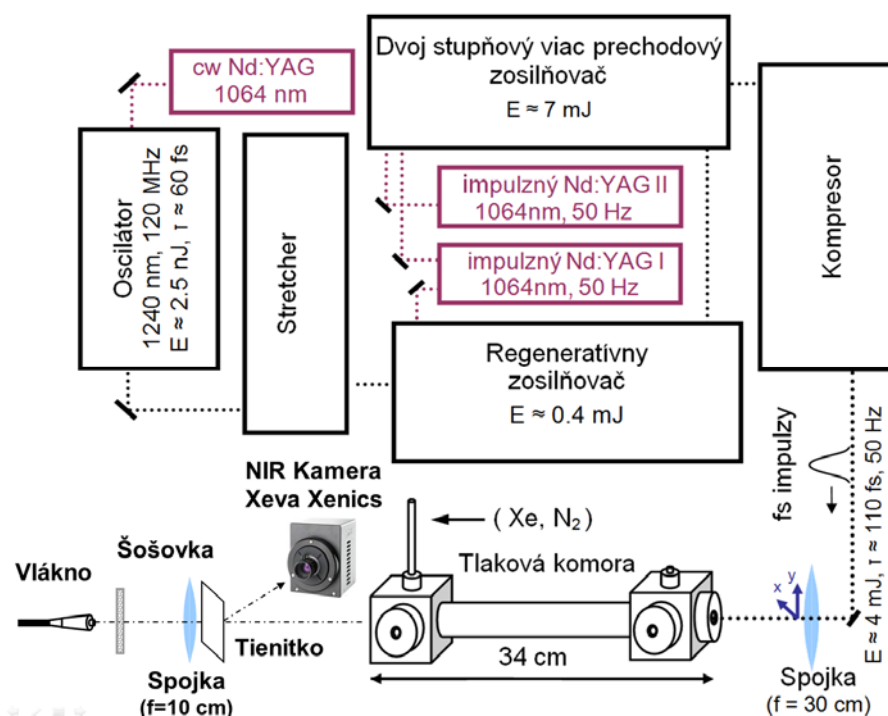 cw Nd:YAG
1064 nm
Dvoj stupňový viac prechodový
zosilňovač
E ≈ 7 mJ
Oscilátor
1240 nm, 120 MHz
E ≈ 2.5 nJ, τ ≈ 60 fs
Stretcher
impulzný Nd:YAG II
1064nm, 50 Hz
impulzný Nd:YAG I
1064nm, 50 Hz
Kompresor
Regeneratívny
zosilňovač
E ≈ 0.4 mJ
fs impulzy
E ≈ 4 mJ, τ ≈ 110 fs, 50 Hz
NIR Kamera
Xeva Xenics
( Xe, N₂)
Tlaková komora
Šošovka
Vlákno
Tienitko
Spojka
(f=10 cm)
34 cm
x
y
Spojka
(f = 30 cm)